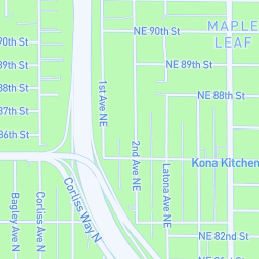 NE 90th St
MAPLE
LEAF
90th St
89th St
NE 89th St
88th St
NE 88th St
1st Ave NE
87th St
86th St
2nd Ave NE
Kona Kitchen
Latona Ave NE
Corliss Way N
Bagley Ave N
Corliss Ave N
NE 82nd St